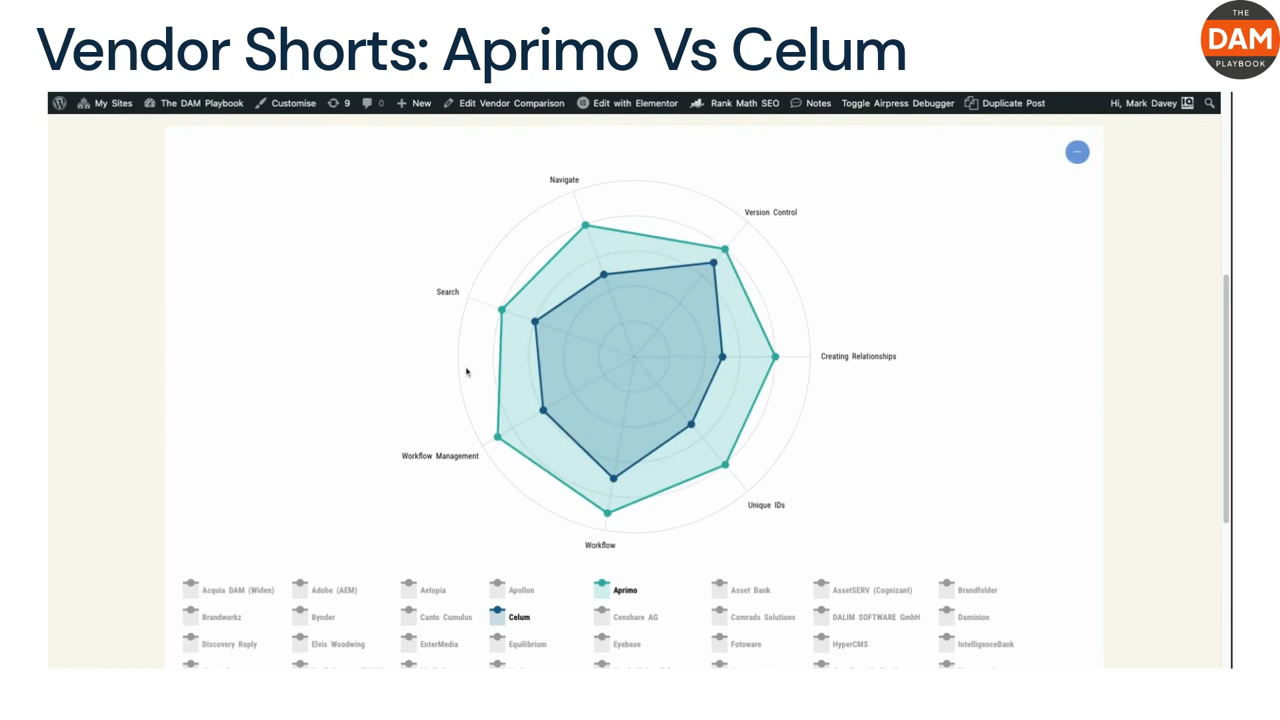 Vendor Shorts: Aprimo Vs Celum
THE
DAM
PLAYBOOK
My Sites The DAM Playbook Customise 9 0 New Edit Vendor Comparison Edit with Elementor Rank Math SEO Notes Toggle Airpress Debugger Duplicate Post Hi, Mark Davey
Navigate
Version Control
Search
Creating Relationships
Workflow Management
Unique IDs
Workflow
Acquia DAM (Widen) Adobe (AEM) Aetopia Apollon Aprimo Asset Bank AssetSERV (Cognizant) Brandfolder
Brandworkz Bynder Canto Cumulus Celum Censhare AG Comrads Solutions DALIM SOFTWARE GmbH Daminion
Discovery Reply Elvis Woodwing EnterMedia Equilibrium Eyebase Fotoware HyperCMS IntelligenceBank